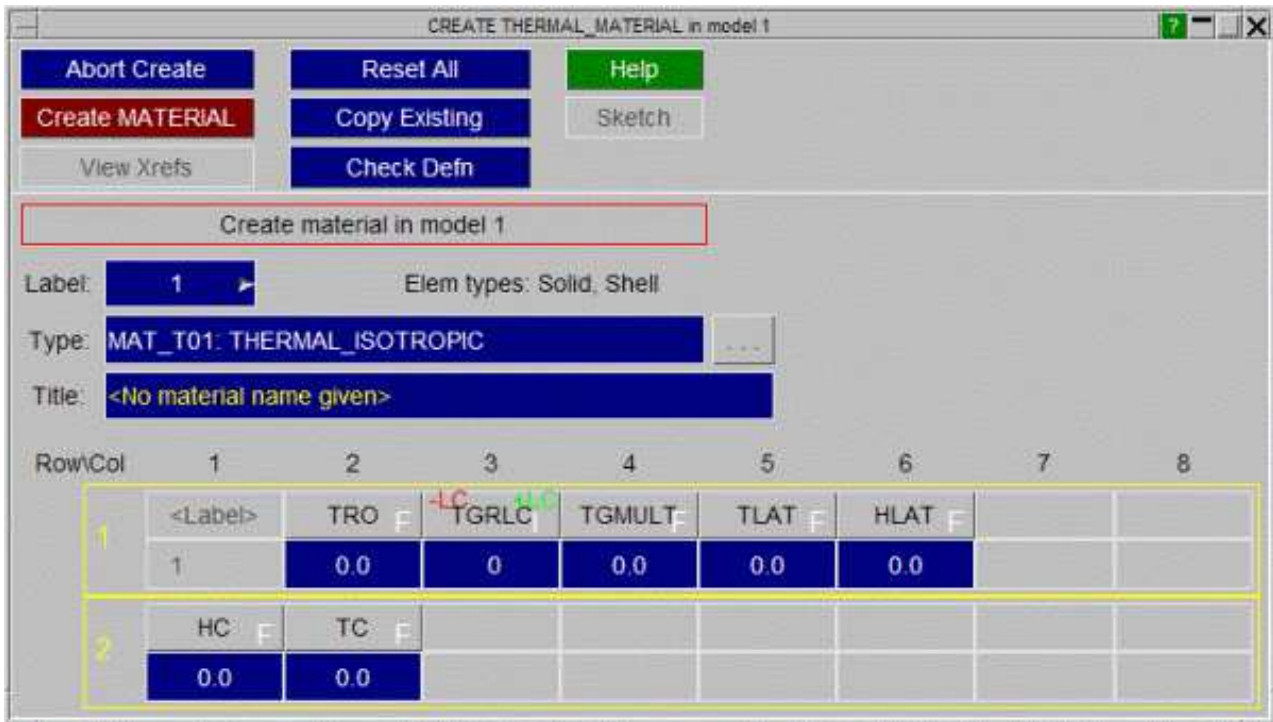 CREATE THERMAL_MATERIAL in model 1 ?
Abort Create Reset All Help
Create MATERIAL Copy Existing Sketch
View Xrefs Check Defn
Create material in model 1
Label: 1 Elem types: Solid, Shell
Type: MAT_T01: THERMAL_ISOTROPIC ...
Title: <No material name given>
Row\Col 1 2 3 4 5 6 7 8
-LC +LC
1 <Label> TRO F TGRLC I TGMULT F TLAT F HLAT F
1 0.0 0 0.0 0.0 0.0
2 HC F TC F
0.0 0.0